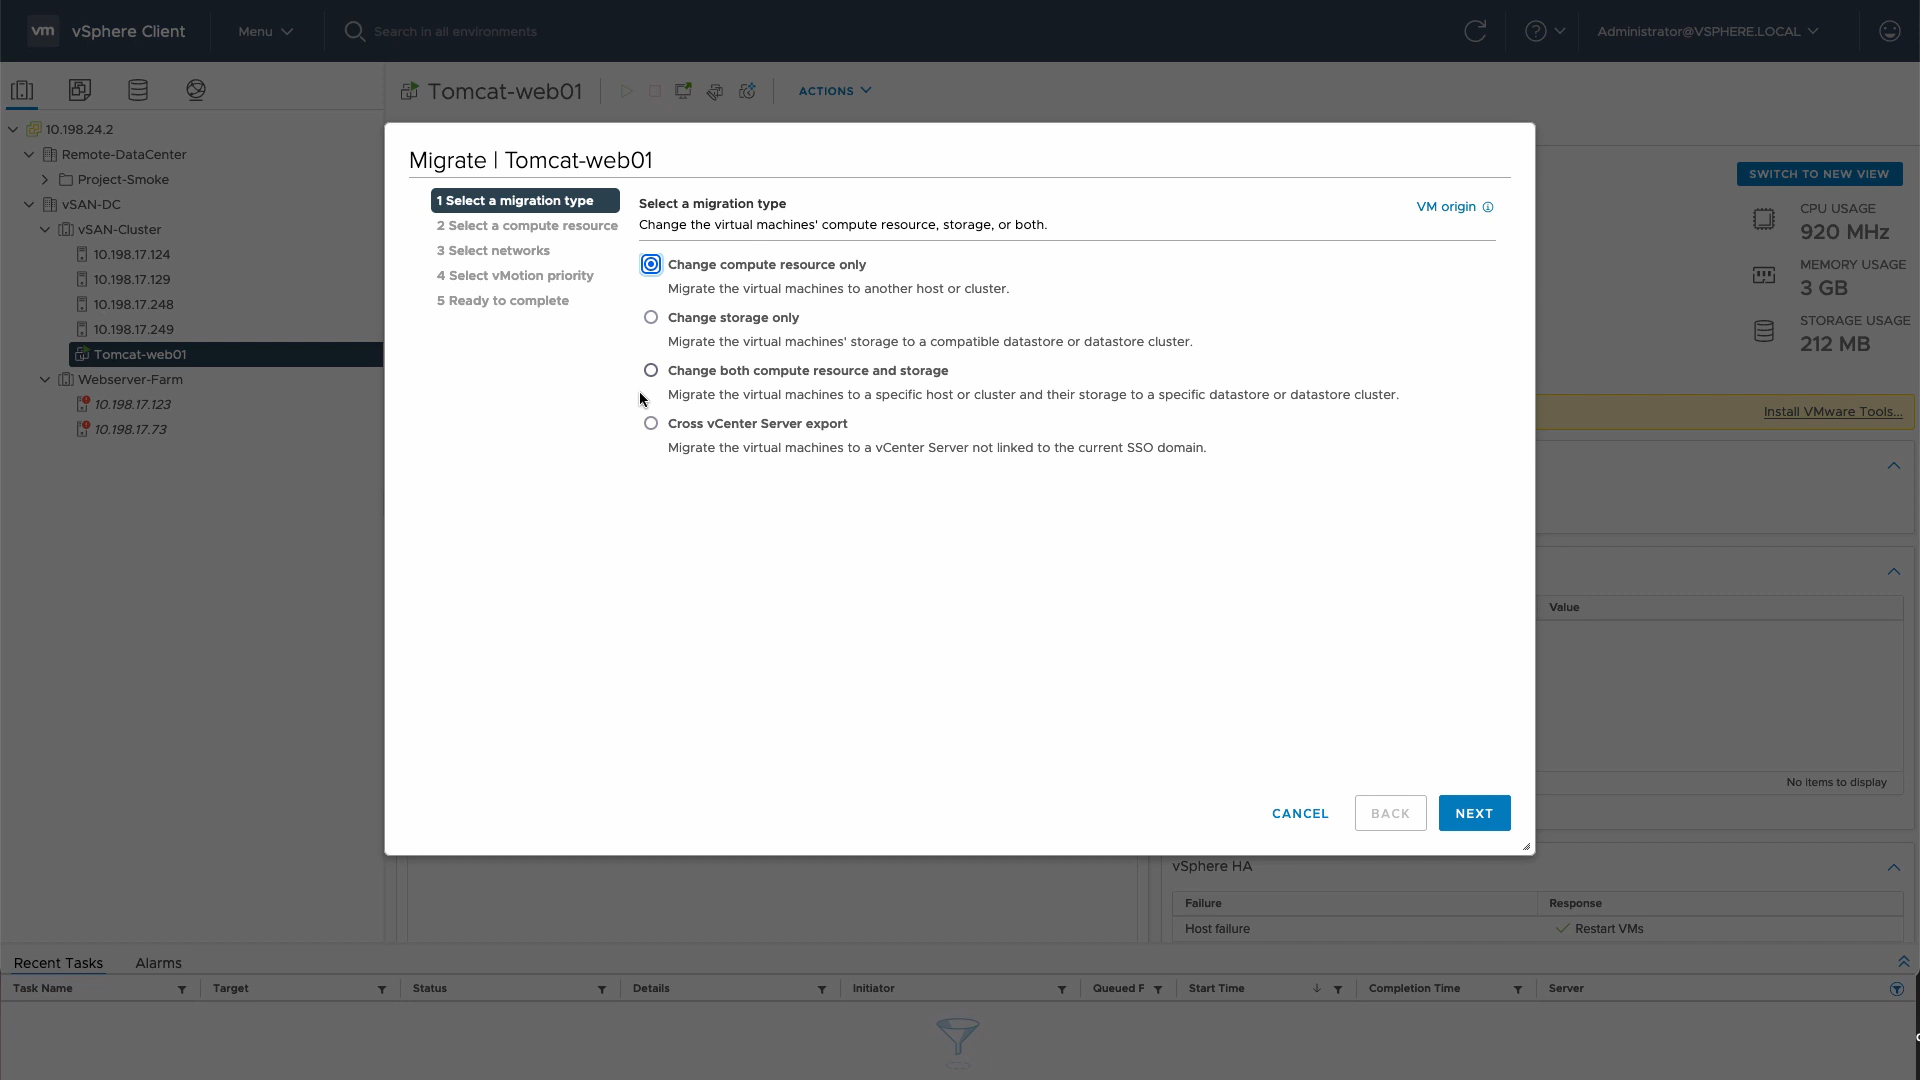 vm vSphere Client Menu Search in all environments Administrator@VSPHERE.LOCAL
Tomcat-web01 ACTIONS
10.198.24.2
Remote-DataCenter
Project-Smoke
vSAN-DC
vSAN-Cluster
10.198.17.124
10.198.17.129
10.198.17.248
10.198.17.249
Tomcat-web01
Webserver-Farm
10.198.17.123
10.198.17.73
Migrate | Tomcat-web01
1 Select a migration type
2 Select a compute resource
3 Select networks
4 Select vMotion priority
5 Ready to complete
Select a migration type
VM origin
Change the virtual machines' compute resource, storage, or both.
Change compute resource only
Migrate the virtual machines to another host or cluster.
Change storage only
Migrate the virtual machines' storage to a compatible datastore or datastore cluster.
Change both compute resource and storage
Migrate the virtual machines to a specific host or cluster and their storage to a specific datastore or datastore cluster.
Cross vCenter Server export
Migrate the virtual machines to a vCenter Server not linked to the current SSO domain.
CANCEL BACK NEXT
SWITCH TO NEW VIEW
CPU USAGE
920 MHz
MEMORY USAGE
3 GB
STORAGE USAGE
212 MB
Install VMware Tools...
Value
No items to display
vSphere HA
Failure Response
Host failure Restart VMs
Recent Tasks Alarms
Task Name Target Status Details Initiator Queued F Start Time Completion Time Server